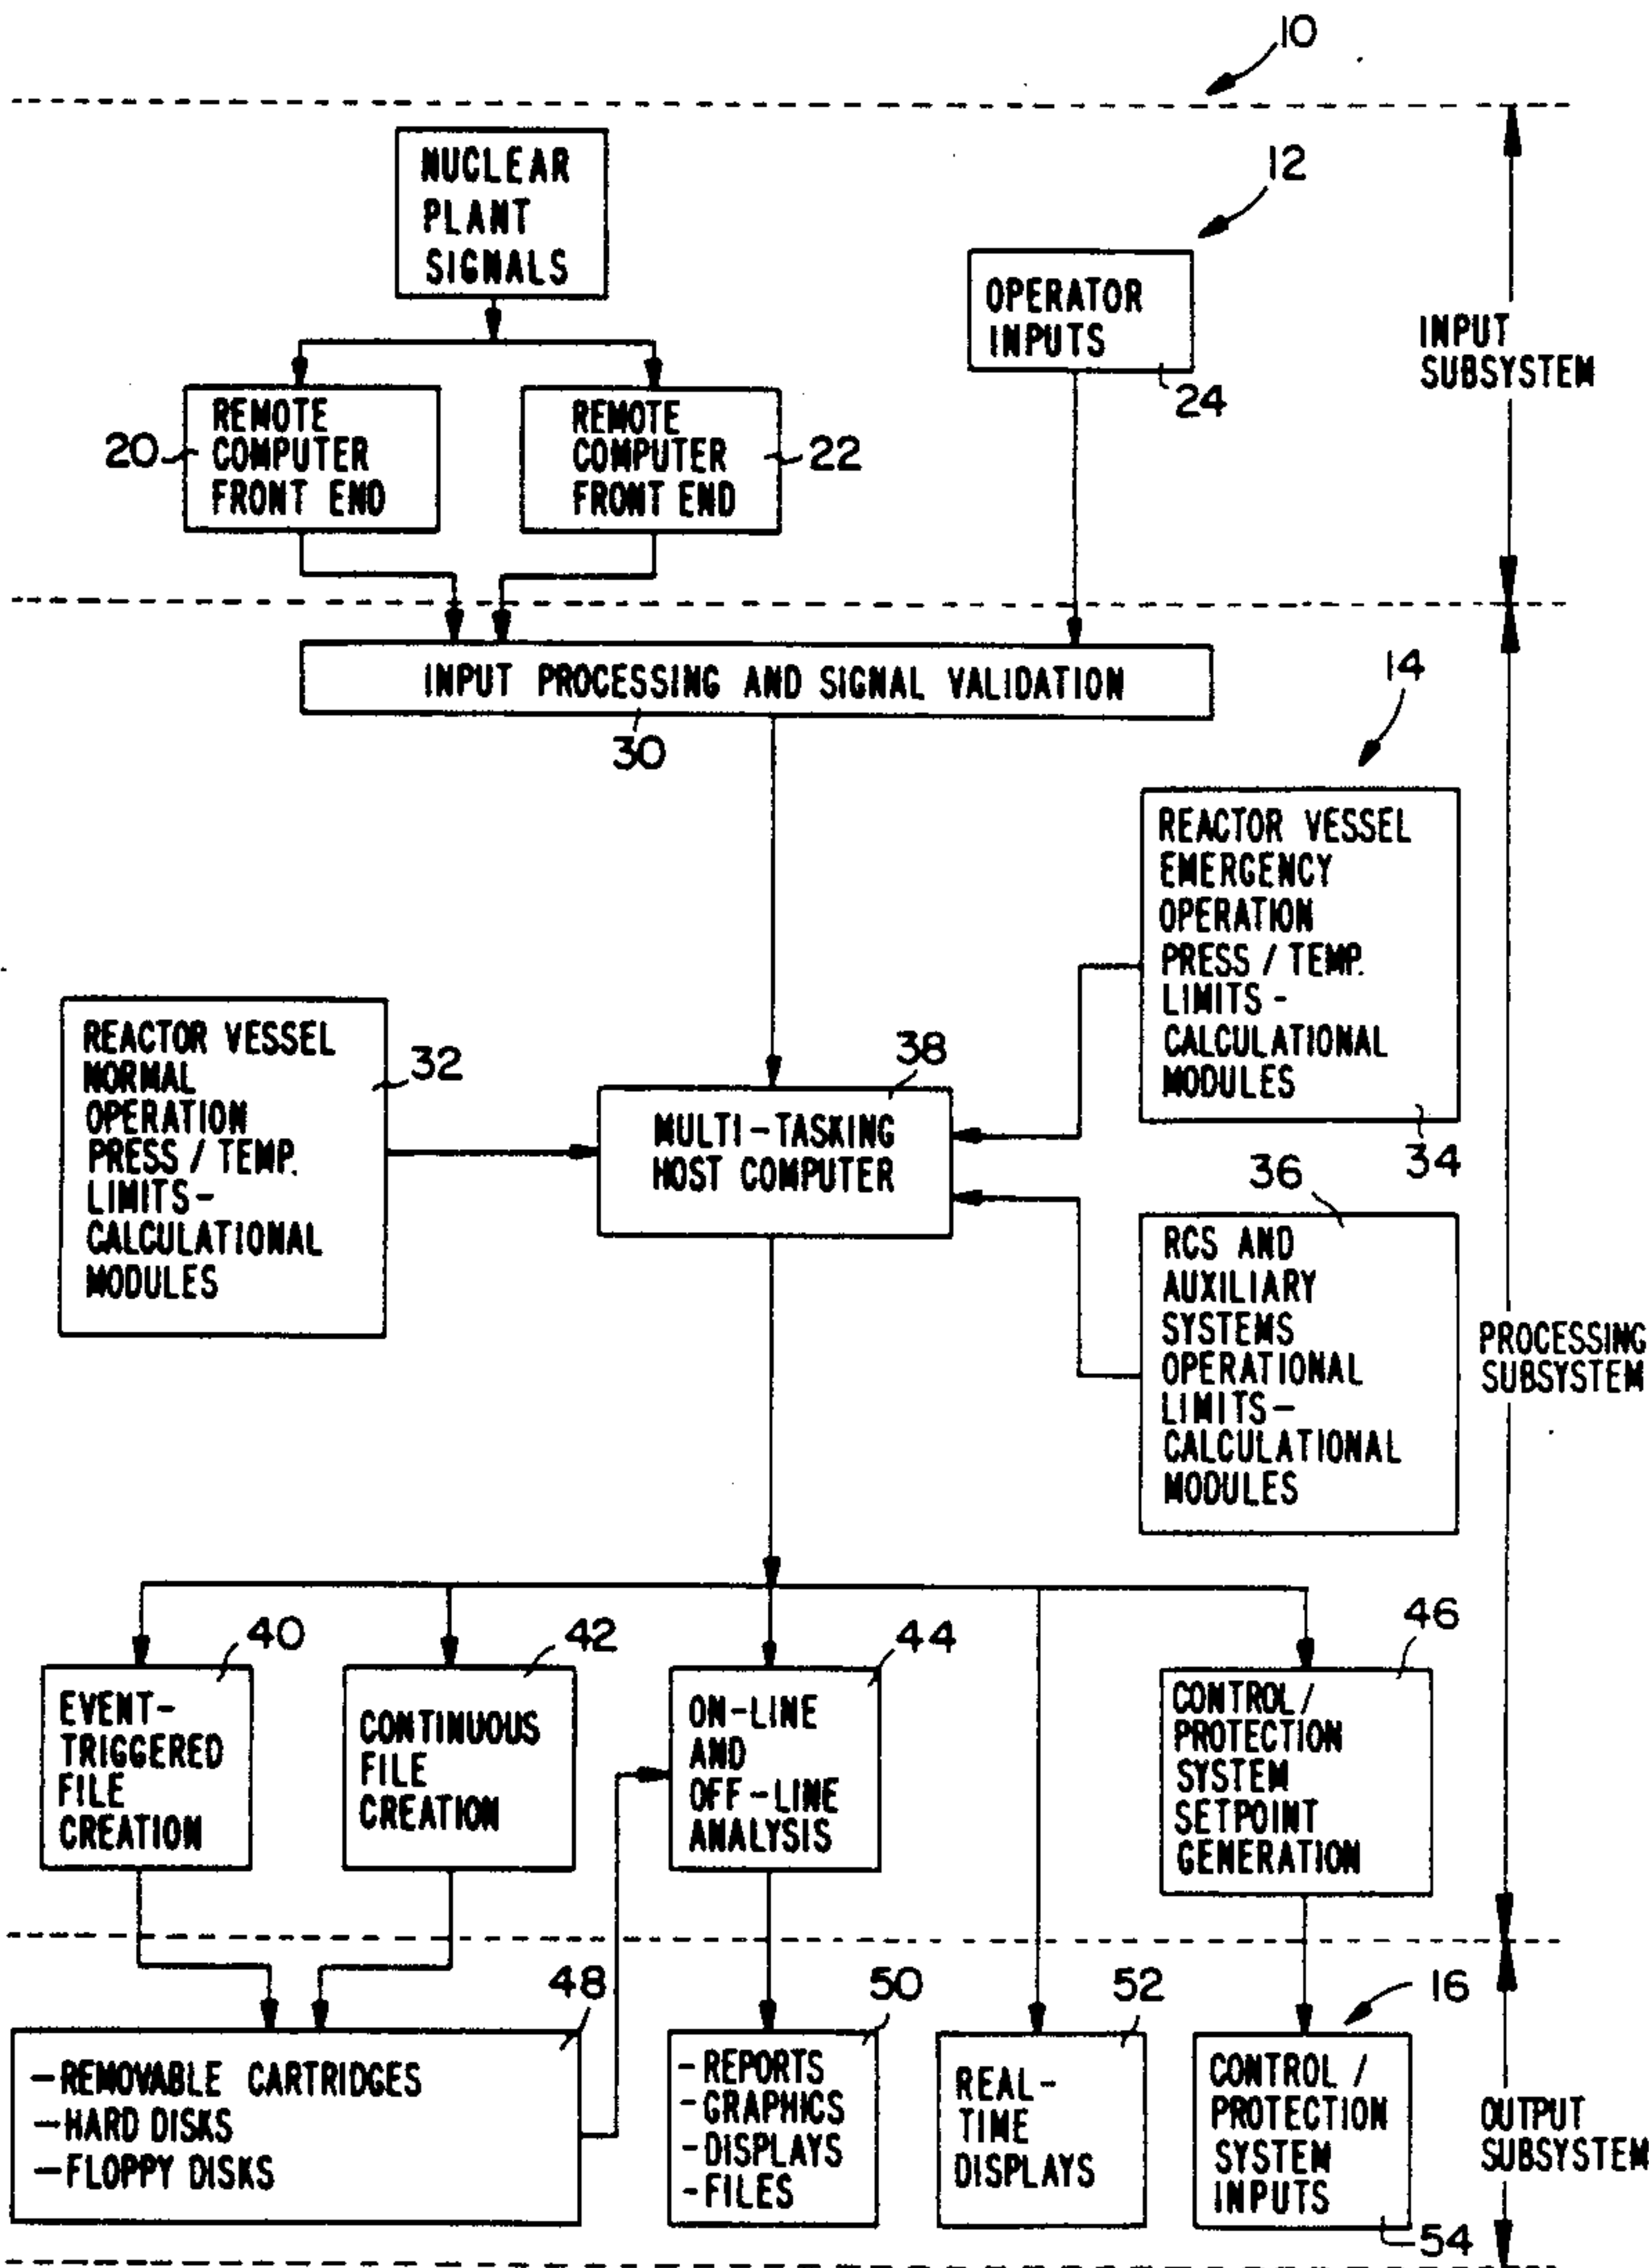 10
NUCLEAR
PLANT
SIGNALS
12
OPERATOR
INPUTS
24
INPUT
SUBSYSTEM
20
REMOTE
COMPUTER
FRONT END
REMOTE
COMPUTER
FRONT END
22
INPUT PROCESSING AND SIGNAL VALIDATION
30
14
REACTOR VESSEL
EMERGENCY
OPERATION
PRESS / TEMP.
LIMITS -
CALCULATIONAL
MODULES
34
REACTOR VESSEL
NORMAL
OPERATION
PRESS / TEMP.
LIMITS -
CALCULATIONAL
MODULES
32
38
MULTI - TASKING
HOST COMPUTER
36
RCS AND
AUXILIARY
SYSTEMS
OPERATIONAL
LIMITS -
CALCULATIONAL
MODULES
PROCESSING
SUBSYSTEM
40
EVENT-
TRIGGERED
FILE
CREATION
42
CONTINUOUS
FILE
CREATION
44
ON-LINE
AND
OFF-LINE
ANALYSIS
46
CONTROL /
PROTECTION
SYSTEM
SETPOINT
GENERATION
48
- REMOVABLE CARTRIDGES
- HARD DISKS
- FLOPPY DISKS
50
- REPORTS
- GRAPHICS
- DISPLAYS
- FILES
52
REAL-
TIME
DISPLAYS
16
CONTROL /
PROTECTION
SYSTEM
INPUTS
54
OUTPUT
SUBSYSTEM